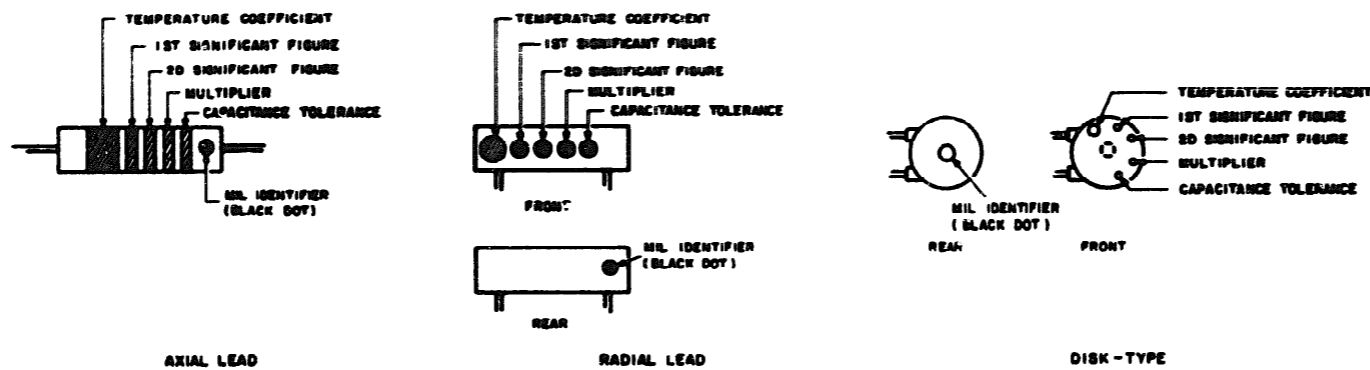 TEMPERATURE COEFFICIENT
1ST SIGNIFICANT FIGURE
2D SIGNIFICANT FIGURE
MULTIPLIER
CAPACITANCE TOLERANCE
MIL IDENTIFIER
(BLACK DOT)
AXIAL LEAD
TEMPERATURE COEFFICIENT
1ST SIGNIFICANT FIGURE
2D SIGNIFICANT FIGURE
MULTIPLIER
CAPACITANCE TOLERANCE
FRONT
MIL IDENTIFIER
(BLACK DOT)
REAR
RADIAL LEAD
MIL IDENTIFIER
(BLACK DOT)
REAR
TEMPERATURE COEFFICIENT
1ST SIGNIFICANT FIGURE
2D SIGNIFICANT FIGURE
MULTIPLIER
CAPACITANCE TOLERANCE
FRONT
DISK-TYPE